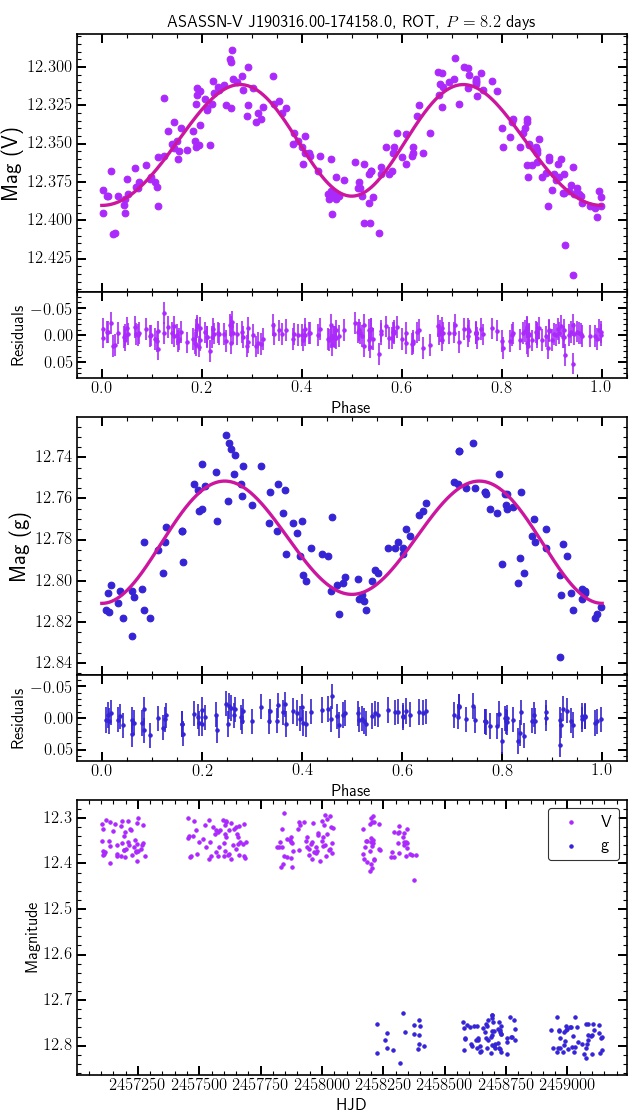 ASASSN-V J190316.00-174158.0, ROT, P = 8.2 days
Mag (V)
12.300
12.325
12.350
12.375
12.400
12.425
Residuals
−0.05
0.00
0.05
0.0 0.2 0.4 0.6 0.8 1.0
Phase
Mag (g)
12.74
12.76
12.78
12.80
12.82
12.84
Residuals
−0.05
0.00
0.05
0.0 0.2 0.4 0.6 0.8 1.0
Phase
Magnitude
12.3
12.4
12.5
12.6
12.7
12.8
V
g
2457250 2457500 2457750 2458000 2458250 2458500 2458750 2459000
HJD